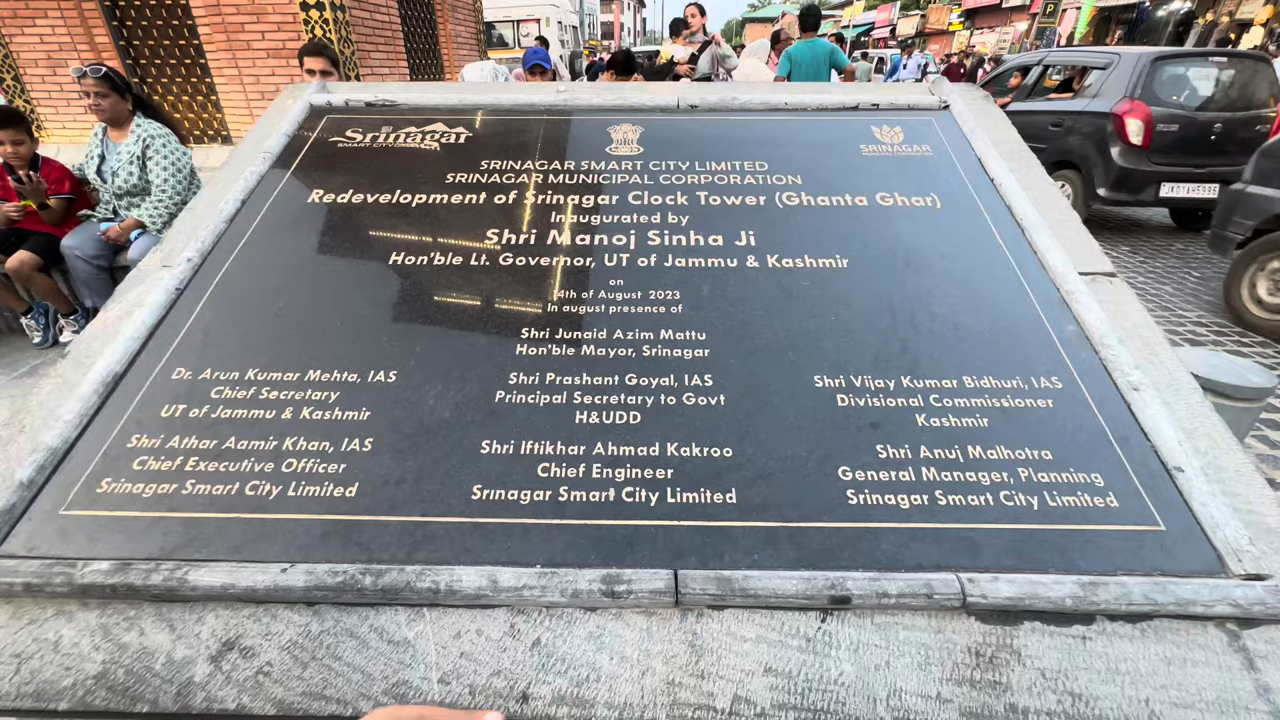 Srinagar
SMART CITY
SRINAGAR
MUNICIPAL CORPORATION
SRINAGAR SMART CITY LIMITED
SRINAGAR MUNICIPAL CORPORATION
Redevelopment of Srinagar Clock Tower (Ghanta Ghar)
Inaugurated by
Shri Manoj Sinha Ji
Hon'ble Lt. Governor, UT of Jammu & Kashmir
on
14th of August 2023
In august presence of
Shri Junaid Azim Mattu
Hon'ble Mayor, Srinagar
Dr. Arun Kumar Mehta, IAS
Chief Secretary
UT of Jammu & Kashmir
Shri Prashant Goyal, IAS
Principal Secretary to Govt
H&UDD
Shri Vijay Kumar Bidhuri, IAS
Divisional Commissioner
Kashmir
Shri Athar Aamir Khan, IAS
Chief Executive Officer
Srinagar Smart City Limited
Shri Iftikhar Ahmad Kakroo
Chief Engineer
Srinagar Smart City Limited
Shri Anuj Malhotra
General Manager, Planning
Srinagar Smart City Limited
P
JK01AH5996